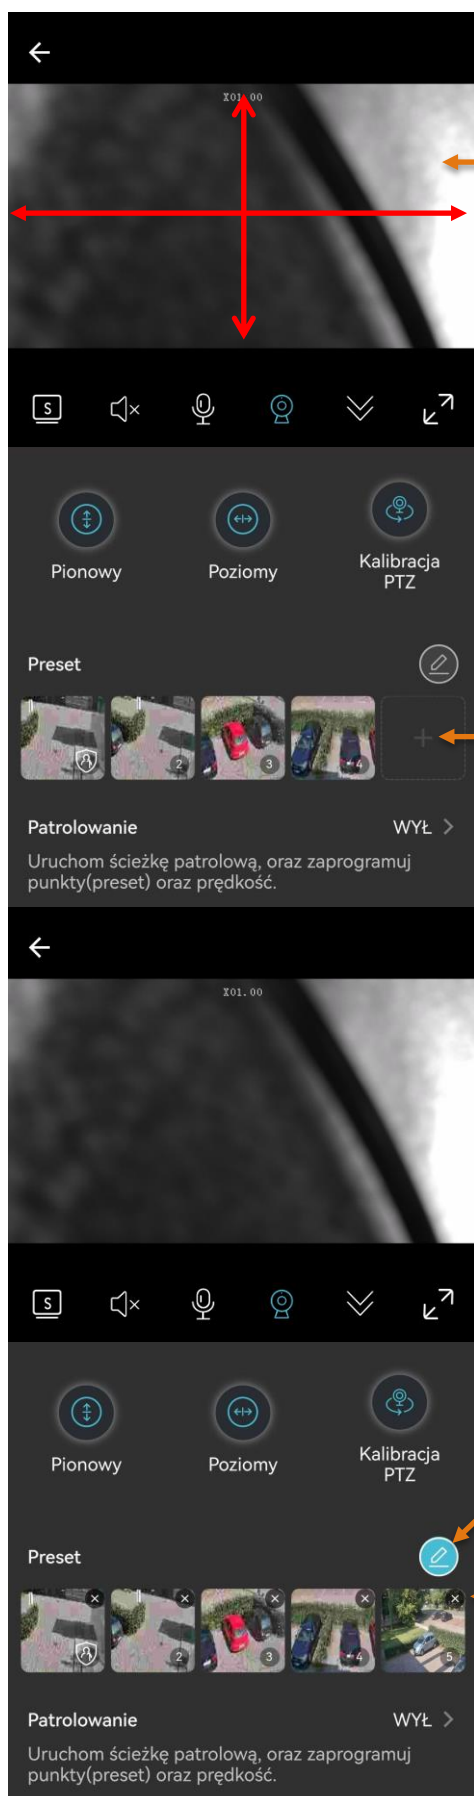 X01.00
S
Pionowy
Poziomy
Kalibracja
PTZ
Preset
2
3
4
Patrolowanie
WYŁ
Uruchom ścieżkę patrolową, oraz zaprogramuj
punkty(preset) oraz prędkość.
X01.00
S
Pionowy
Poziomy
Kalibracja
PTZ
Preset
2
3
4
5
Patrolowanie
WYŁ
Uruchom ścieżkę patrolową, oraz zaprogramuj
punkty(preset) oraz prędkość.